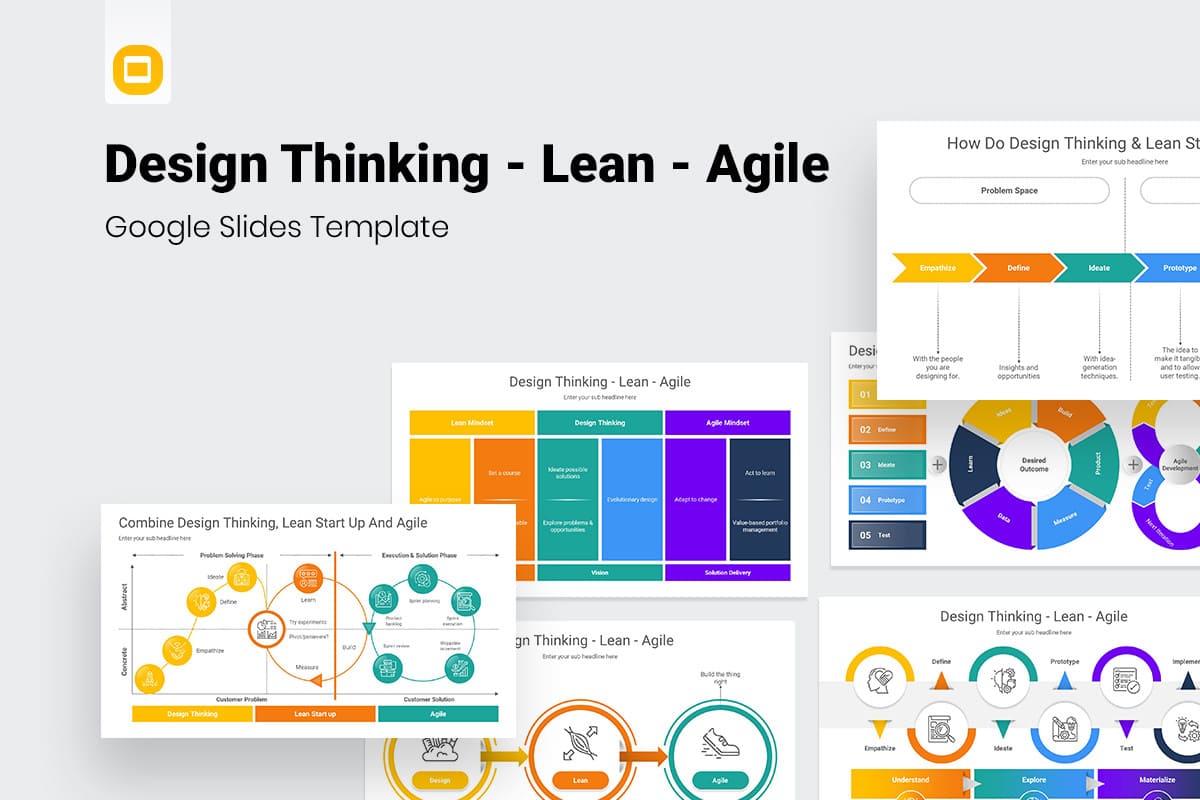 Design Thinking - Lean - Agile
Google Slides Template
How Do Design Thinking & Lean St
Enter your sub headline here
Problem Space
Empathize
Define
Ideate
Prototype
With the people
you are
designing for.
Insights and
opportunities
With idea-
generation
techniques.
The idea to
make it tangib
and to allow
user testing.
Design Thinking - Lean - Agile
Enter your sub headline here
Lean Mindset
Design Thinking
Agile Mindset
Agile to purpose
Set a course
Ideate possible
solutions
Explore problems &
opportunities
Evolutionary design
Adapt to change
Act to learn
Value-based portfolio
management
Vision
Solution Delivery
Desi
Enter your
01
02 Define
03 Ideate
04 Prototype
05 Test
Ideas
Build
Product
Measure
Data
Learn
Desired
Outcome
Agile
Development
Test
Next Iteration
Combine Design Thinking, Lean Start Up And Agile
Enter your sub headline here
Problem Solving Phase
Execution & Solution Phase
Abstract
Concrete
Ideate
Define
Empathize
Learn
Try experiments
Pivot/persevere?
Measure
Build
Sprint planning
Product
backlog
Sprint
execution
Sprint review
Shippable
increment
Customer Problem
Customer Solution
Design Thinking
Lean Start up
Agile
gn Thinking - Lean - Agile
Enter your sub headline here
Build the thing
right
Design
Lean
Agile
Design Thinking - Lean - Agile
Enter your sub headline here
Define
Prototype
Implemen
Empathize
Ideate
Test
Understand
Explore
Materialize